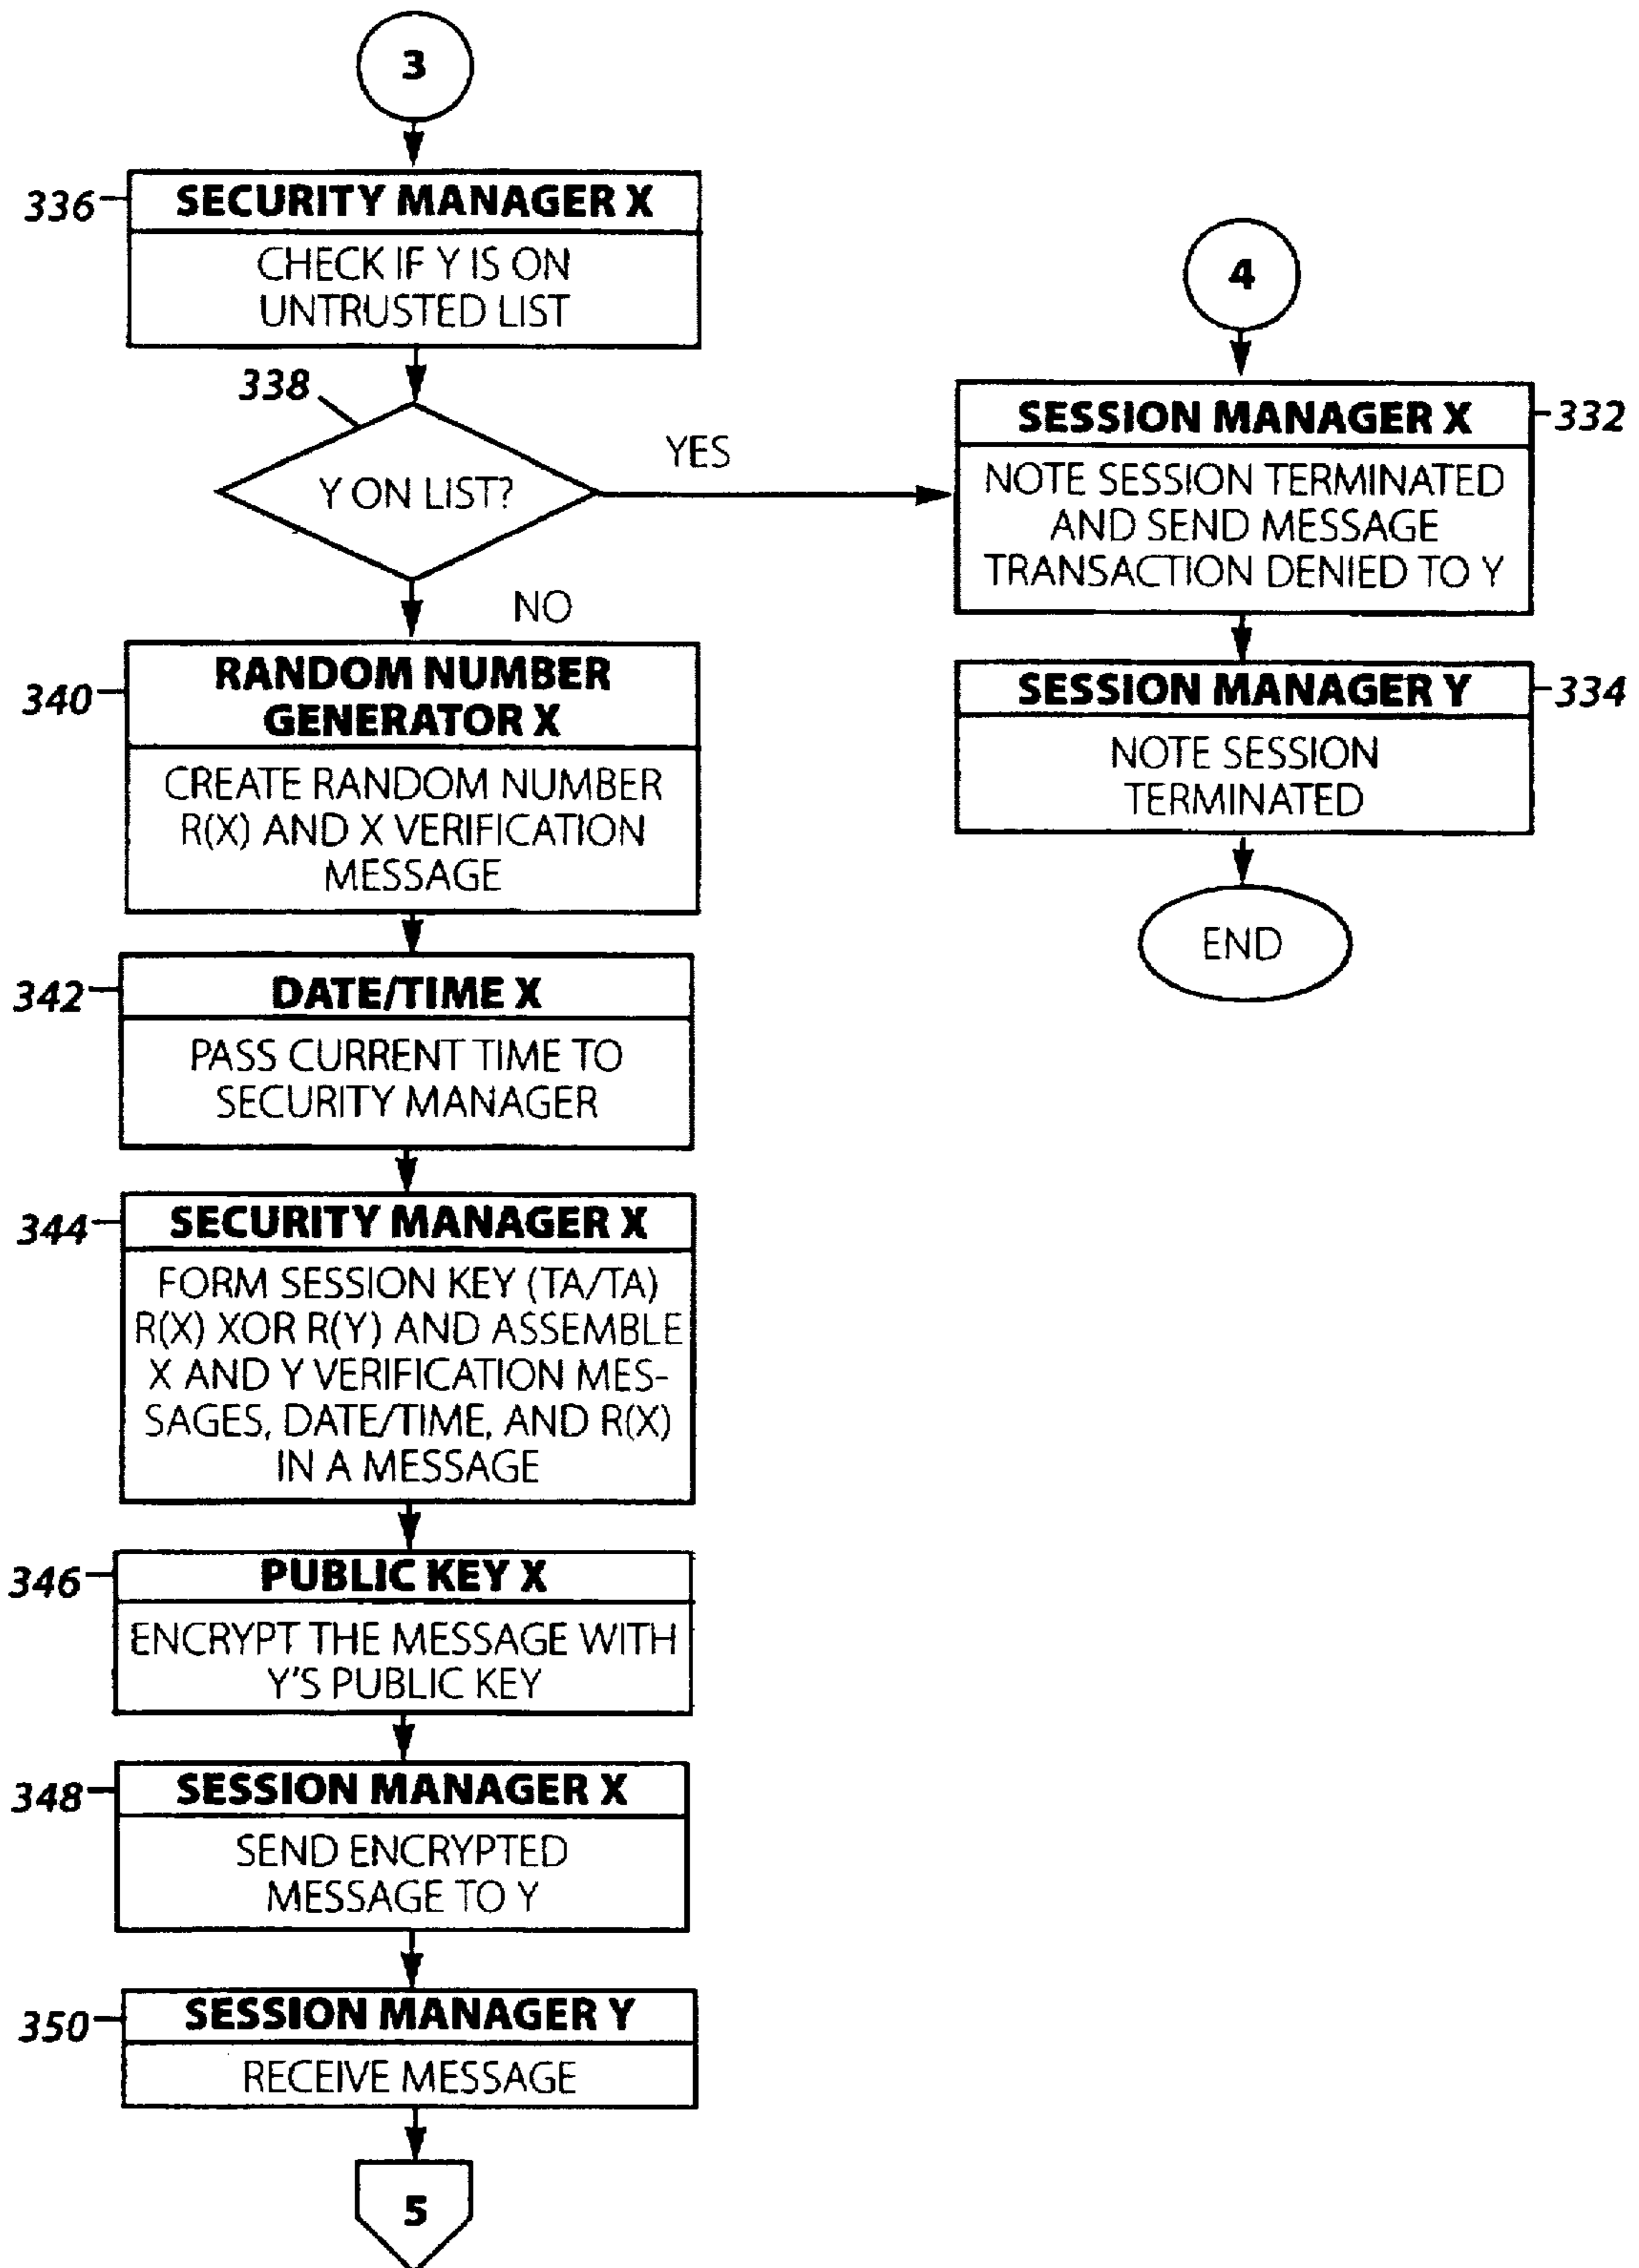 3
336
SECURITY MANAGER X
CHECK IF Y IS ON
UNTRUSTED LIST
338
Y ON LIST?
YES
NO
340
RANDOM NUMBER
GENERATOR X
CREATE RANDOM NUMBER
R(X) AND X VERIFICATION
MESSAGE
342
DATE/TIME X
PASS CURRENT TIME TO
SECURITY MANAGER
344
SECURITY MANAGER X
FORM SESSION KEY (TA/TA)
R(X) XOR R(Y) AND ASSEMBLE
X AND Y VERIFICATION MES-
SAGES, DATE/TIME, AND R(X)
IN A MESSAGE
346
PUBLIC KEY X
ENCRYPT THE MESSAGE WITH
Y'S PUBLIC KEY
348
SESSION MANAGER X
SEND ENCRYPTED
MESSAGE TO Y
350
SESSION MANAGER Y
RECEIVE MESSAGE
5
4
SESSION MANAGER X
332
NOTE SESSION TERMINATED
AND SEND MESSAGE
TRANSACTION DENIED TO Y
SESSION MANAGER Y
334
NOTE SESSION
TERMINATED
END